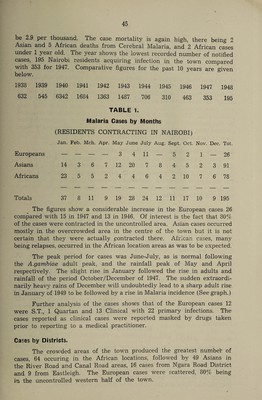 45
be 2.9 per thousand. The case mortality is again high, there being 2
Asian and 5 African deaths from Cerebral Malaria, and 2 African cases
under 1 year old. The year shows the lowest recorded number of notified
cases, 195 Nairobi residents acquiring infection in the town compared
with 353 for 1947. Comparative figures for the past 10 years are given
below.
1938 1939 1940 1941 1942 1943 1944 1945 1946 1947 1948
632 545 6342 1684 1363 1487 706 310 463 353 195
TABLE 1.
Malaria Cases by Months
(RESIDENTS CONTRACTING IN NAIROBI)
Jan. Feb. Mch. Apr. May June July Aug. Sept. Oct. Nov. Dec. Tot.
Europeans — — — — 3 4 11 — 5 2 1 — 26
Asians 14 3 6 7 12 20 7 8 4 5 2 3 91
Africans 23 5 5 2 4 4 6 4 2 10 7 6 78
Totals 37 8 11 9 19 28 24 12 11 17 10 9 195
The figures show a considerable increase in the European cases 26
compared with 15 in 1947 and 13 in 1946. Of interest is the fact that 90%
of the cases were contracted in the uncontrolled area. Asian cases occurred
mostly in the overcrowded area in the centre of the town but it is not
certain that they were actually contracted there. African cases, many
being relapses, occurred in the African location areas as was to be expected.
The peak period for cases was June-July, as is normal following
the A.gambine adult peak, and the rainfall peak of May and April
respectively. The slight rise in January followed the rise in adults and
rainfall of the period October/December of 1947. The sudden extraordi-
narily heavy rains of December will undoubtedly lead to a sharp adult rise
in January of 1949 to be followed by a rise in Malaria incidence (See graph.)
Further analysis of the cases shows that of the European cases 12
were S.T., 1 Quartan and 13 Clinical with 22 primary infections. The
cases reported as clinical were reported masked by drugs taken
prior to reporting to a medical practitioner.
Cases by Districts.
The crowded areas of the town produced the greatest number of
cases, 64 occuring in the African locations, followed by 49 Asians in
the River Road and Canal Road areas, 16 cases from Ngara Road District
and 9 from Eastleigh. The European cases were scattered, 80% being
in the uncontrolled western half of the town.